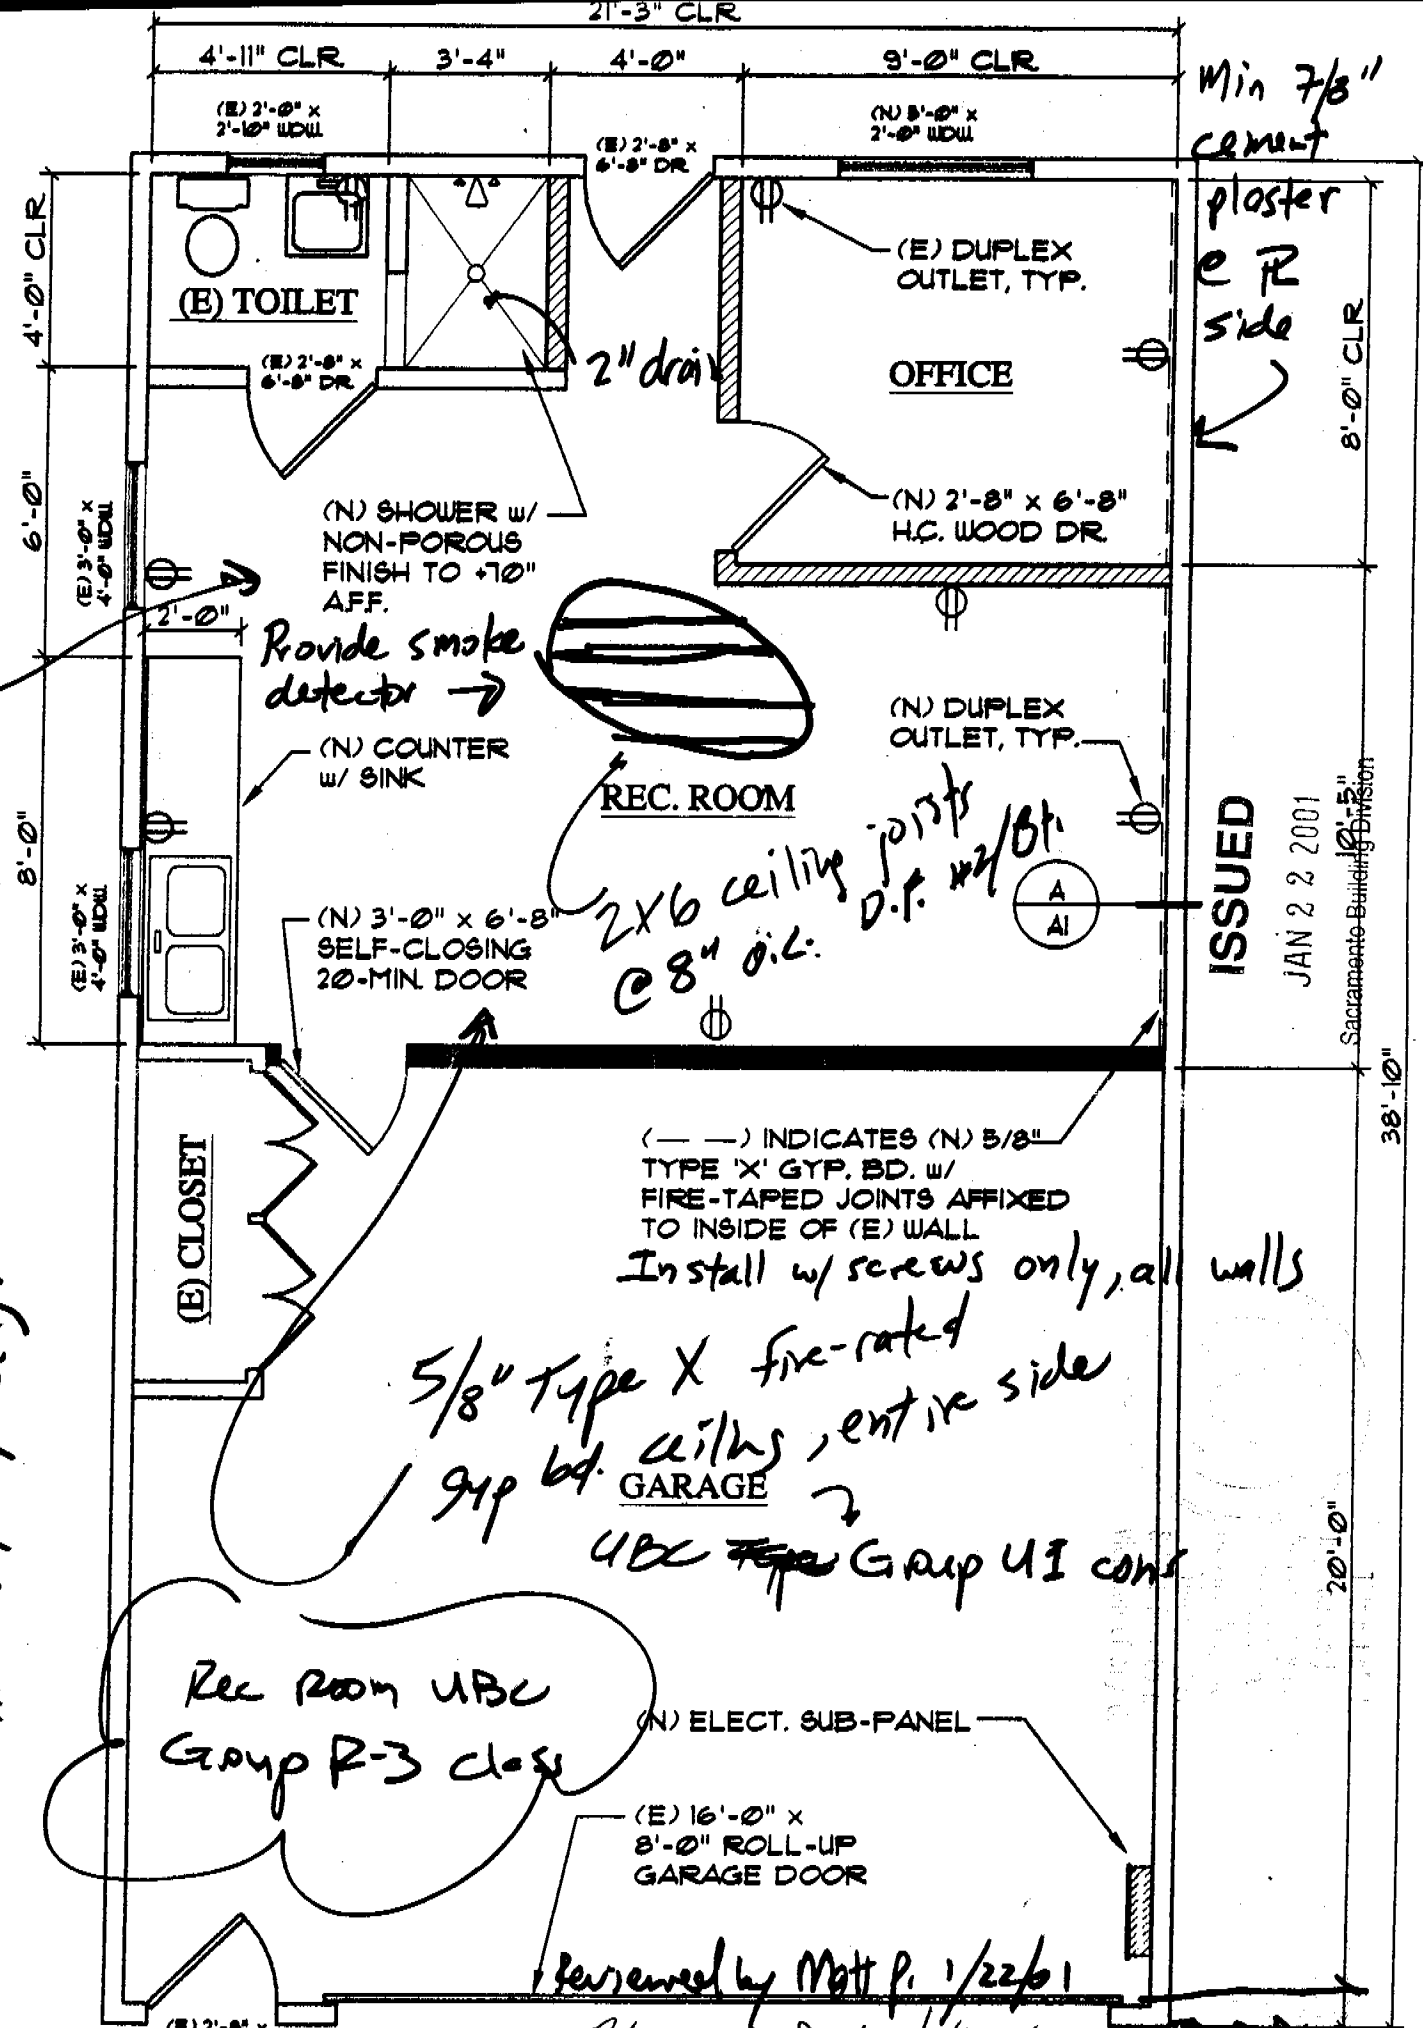 21'-3" CLR
4'-11" CLR.
3'-4"
4'-0"
9'-0" CLR
Min 7/8"
cement
plaster
@ PL
side
(E) 2'-0" x
2'-10" WDW
(E) 2'-8" x
6'-8" DR
(N) 5'-0" x
2'-0" WDW
4'-0" CLR
(E) TOILET
(E) 2'-8" x
6'-8" DR.
2" drain
(E) DUPLEX
OUTLET, TYP.
OFFICE
8'-0" CLR
6'-0"
(E) 3'-0" x
4'-0" WDW
(N) SHOWER w/
NON-POROUS
FINISH TO +70"
A.F.F.
(N) 2'-8" x 6'-8"
H.C. WOOD DR.
2'-0"
Provide smoke
detector →
(N) COUNTER
w/ SINK
(N) DUPLEX
OUTLET, TYP.
REC. ROOM
2X6 ceiling joists
@ 8" o.c. D.F. #2/Bt.
A
A1
ISSUED
JAN 22 2001
Sacramento Building Division
10'-5"
8'-0"
(E) 3'-0" x
4'-0" WDW
(N) 3'-0" x 6'-8"
SELF-CLOSING
20-MIN. DOOR
38'-10"
(E) CLOSET
(— —) INDICATES (N) 5/8"
TYPE 'X' GYP. BD. w/
FIRE-TAPED JOINTS AFFIXED
TO INSIDE OF (E) WALL
Install w/ screws only, all walls
5/8" Type X fire-rated
gyp bd. ceiling, entire side
GARAGE
UBC Group U1 cons
20'-0"
Rec Room UBC
Group R-3 class
(N) ELECT. SUB-PANEL
(E) 16'-0" x
8'-0" ROLL-UP
GARAGE DOOR
Reviewed by Matt P. 1/22/01
(E) 2'-8" x